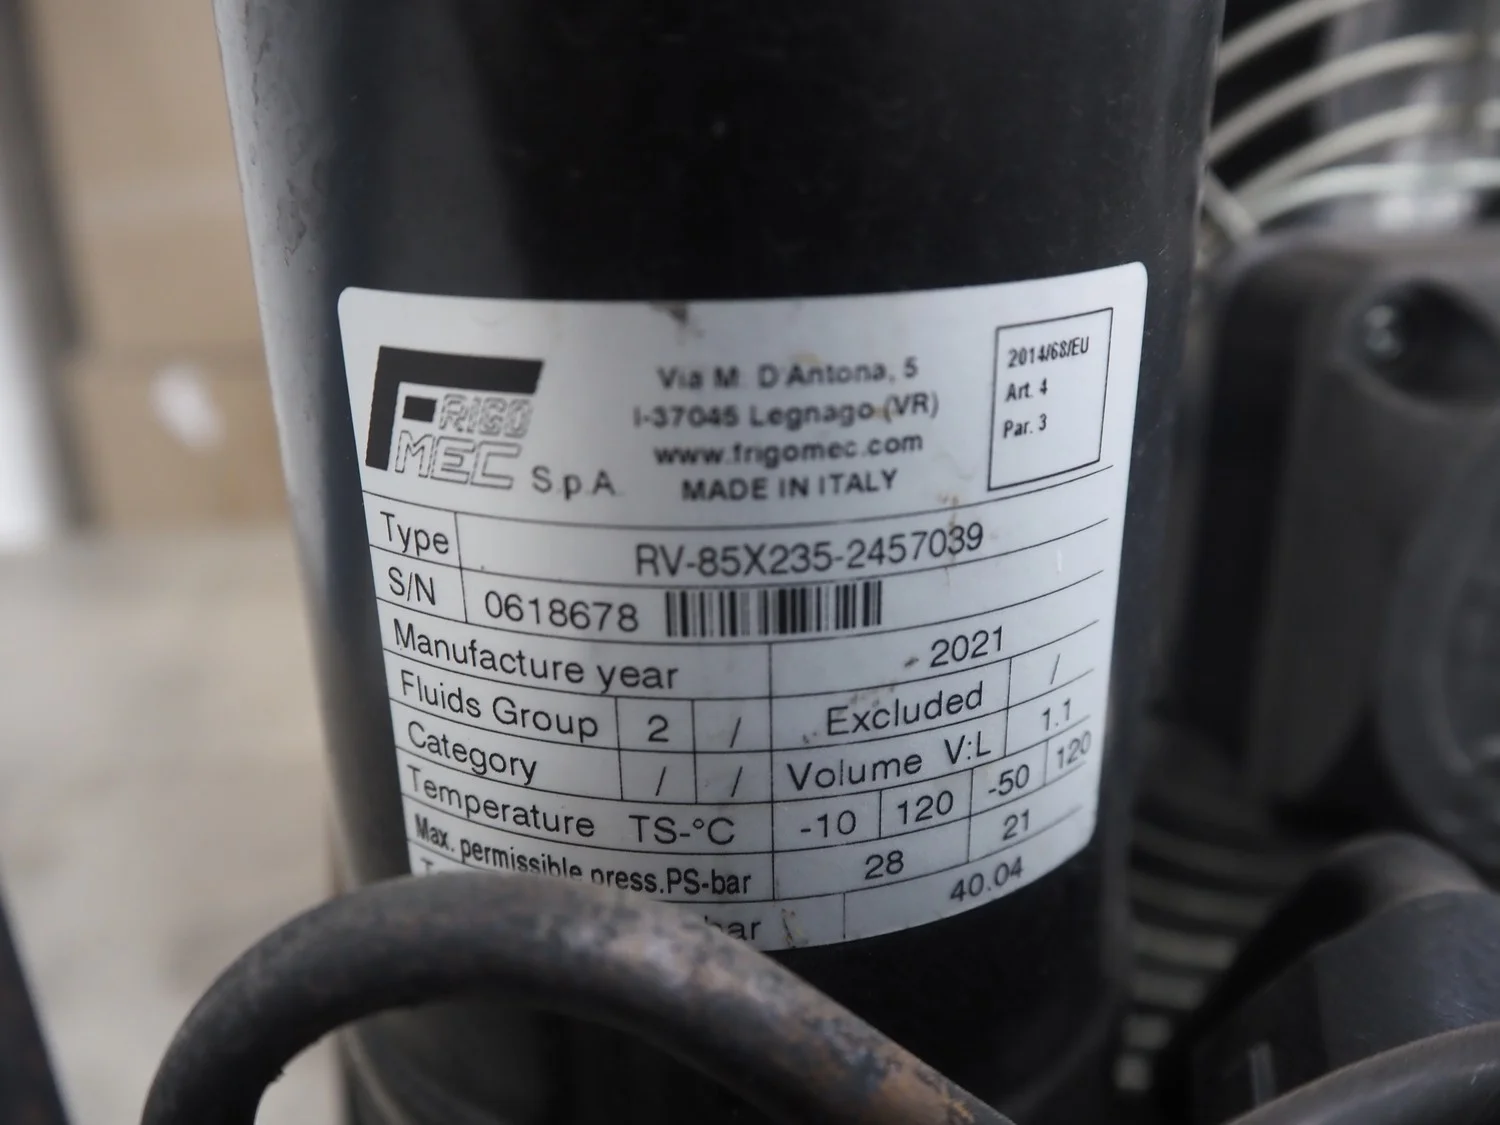 FRIGO
MEC S.p.A.
Via M. D'Antona, 5
I-37045 Legnago (VR)
www.frigomec.com
MADE IN ITALY
2014/68/EU
Art. 4
Par. 3
Type RV-85X235-2457039
S/N 0618678
Manufacture year 2021
Fluids Group 2 / Excluded /
Category / / Volume V:L 1.1
Temperature TS-°C -10 120 -50 120
Max. permissible press.PS-bar 28 21
bar 40.04